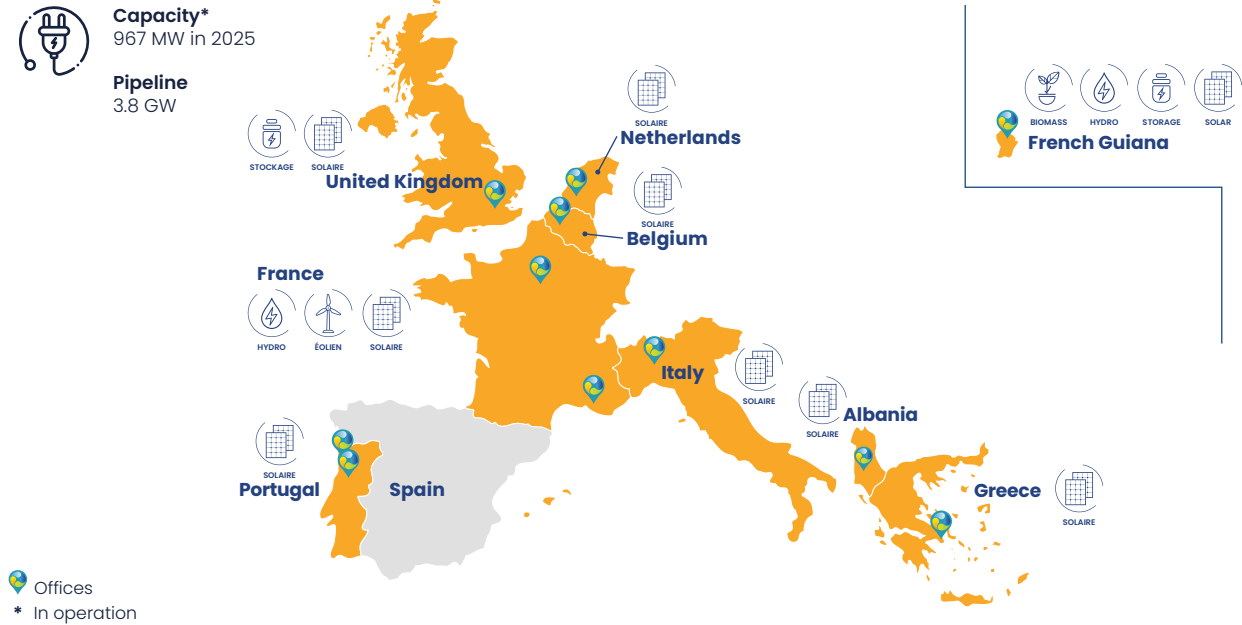 Capacity*
967 MW in 2025
Pipeline
3.8 GW
STOCKAGE
SOLAIRE
United Kingdom
SOLAIRE
Netherlands
SOLAIRE
Belgium
BIOMASS
HYDRO
STORAGE
SOLAR
French Guiana
France
HYDRO
ÉOLIEN
SOLAIRE
Italy
SOLAIRE
SOLAIRE
Albania
SOLAIRE
Portugal
Spain
Greece
SOLAIRE
Offices
* In operation